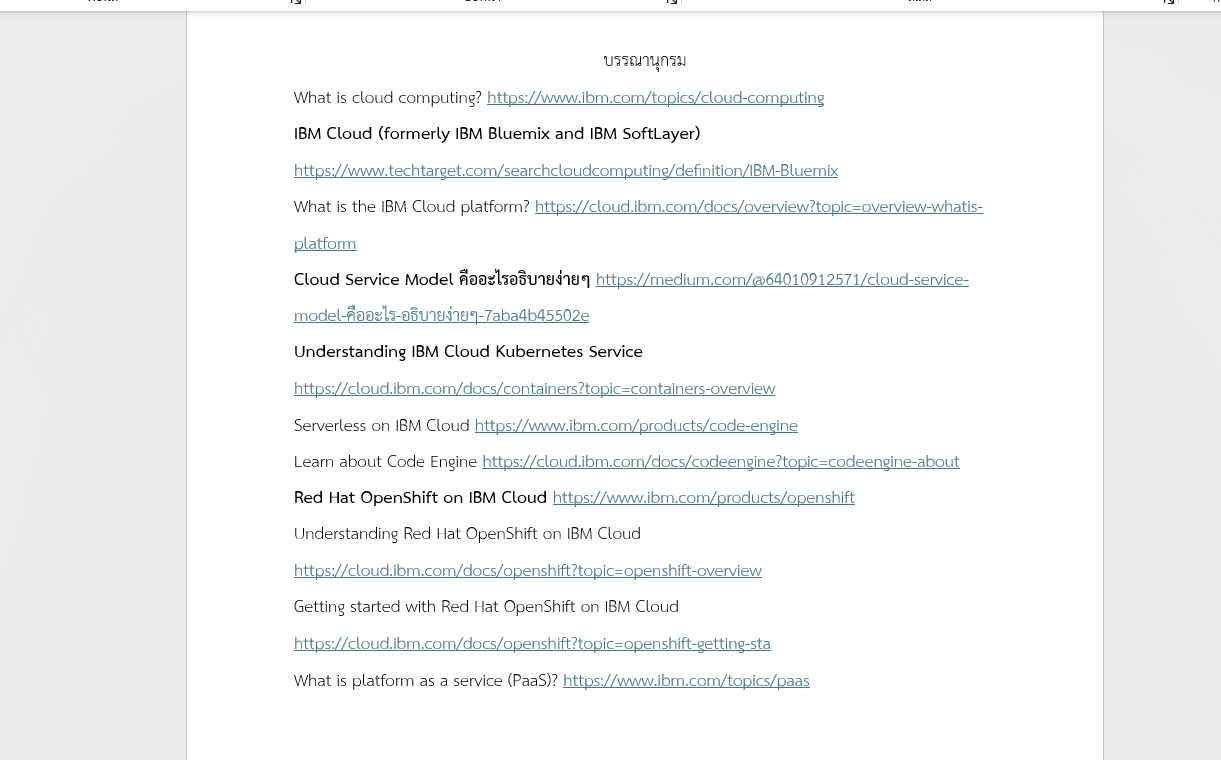 บรรณานุกรม
What is cloud computing? https://www.ibm.com/topics/cloud-computing
IBM Cloud (formerly IBM Bluemix and IBM SoftLayer)
https://www.techtarget.com/searchcloudcomputing/definition/IBM-Bluemix
What is the IBM Cloud platform? https://cloud.ibm.com/docs/overview?topic=overview-whatis-
platform
Cloud Service Model คืออะไรอธิบายง่ายๆ https://medium.com/@64010912571/cloud-service-
model-คืออะไร-อธิบายง่ายๆ-7aba4b45502e
Understanding IBM Cloud Kubernetes Service
https://cloud.ibm.com/docs/containers?topic=containers-overview
Serverless on IBM Cloud https://www.ibm.com/products/code-engine
Learn about Code Engine https://cloud.ibm.com/docs/codeengine?topic=codeengine-about
Red Hat OpenShift on IBM Cloud https://www.ibm.com/products/openshift
Understanding Red Hat OpenShift on IBM Cloud
https://cloud.ibm.com/docs/openshift?topic=openshift-overview
Getting started with Red Hat OpenShift on IBM Cloud
https://cloud.ibm.com/docs/openshift?topic=openshift-getting-sta
What is platform as a service (PaaS)? https://www.ibm.com/topics/paas